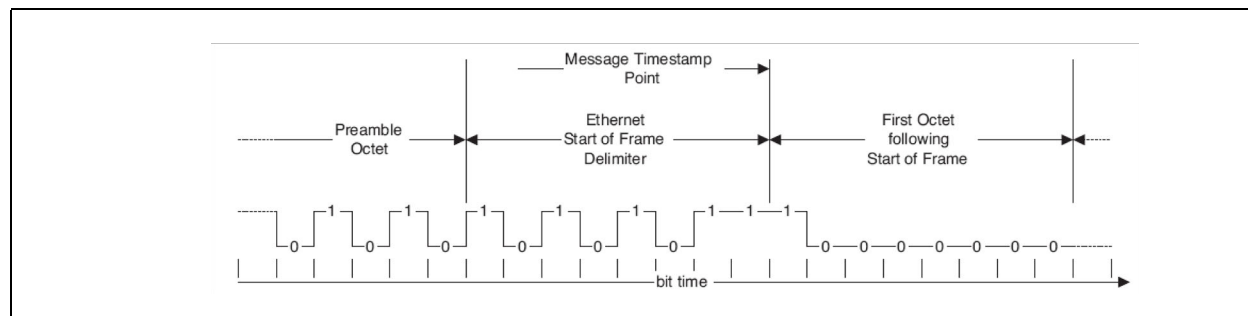 Message Timestamp
Point
Preamble
Octet
Ethernet
Start of Frame
Delimiter
First Octet
following
Start of Frame
0 1 0 1 0 1 0 1 0 1 0 1 1 1 0 0 0 0 0 0 0
bit time